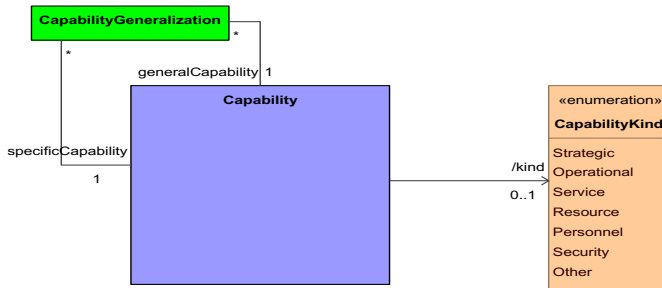 CapabilityGeneralization
*
*
generalCapability 1
Capability
«enumeration»
CapabilityKind
specificCapability
1
/kind
0..1
Strategic
Operational
Service
Resource
Personnel
Security
Other